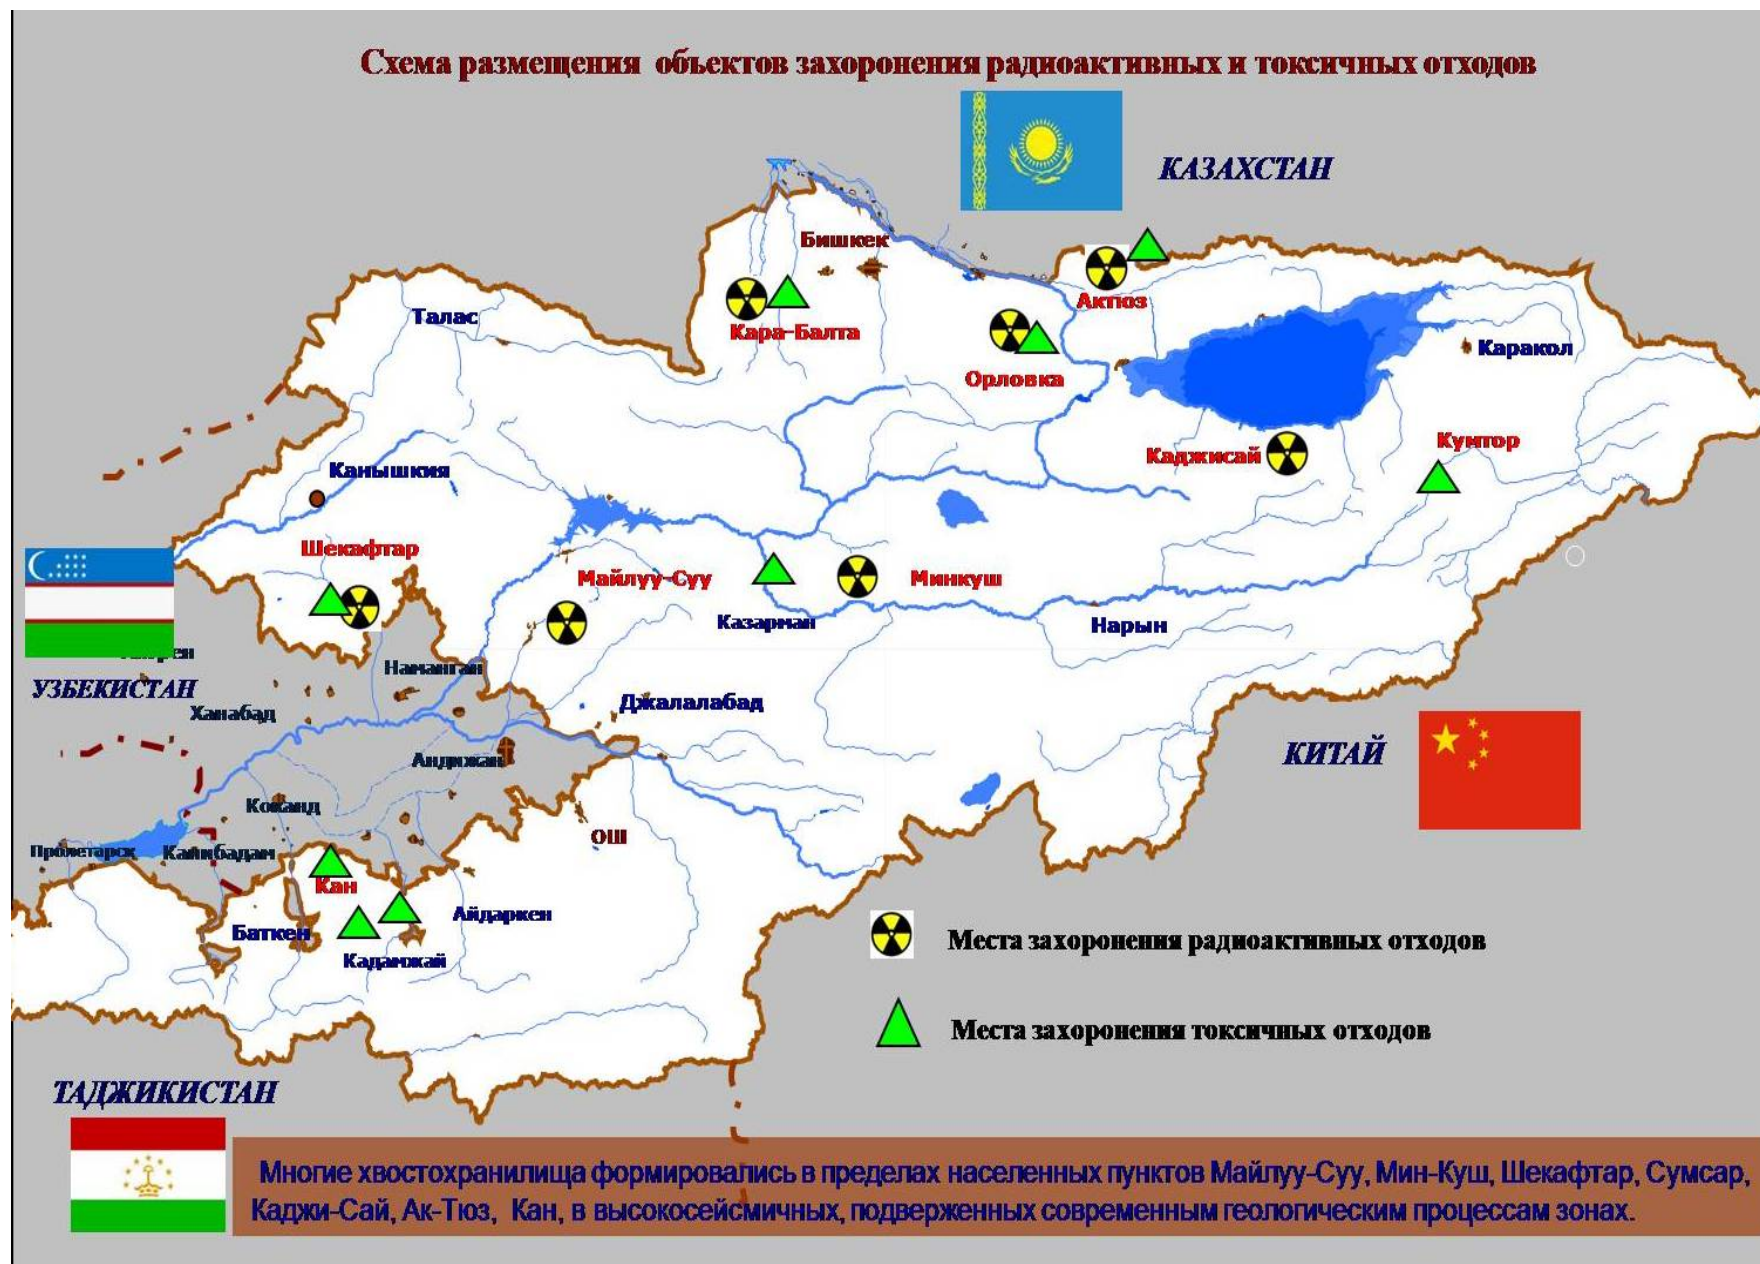 Схема размещения объектов захоронения радиоактивных и токсичных отходов
КАЗАХСТАН
Бишкек
Актюз
Талас
Кара-Балта
Каракол
Орловка
Кумтор
Каджисай
Канышкия
Шекафтар
Майлуу-Суу
Минкуш
Казарман
Нарын
Наманган
УЗБЕКИСТАН
Джалалабад
Ханабад
КИТАЙ
Андижан
Коканд
ОШ
Пролетарск
Канибадам
Кан
Айдаркен
Баткен
Кадамжай
Места захоронения радиоактивных отходов
Места захоронения токсичных отходов
ТАДЖИКИСТАН
Многие хвостохранилища формировались в пределах населенных пунктов Майлуу-Суу, Мин-Куш, Шекафтар, Сумсар,
Каджи-Сай, Ак-Тюз, Кан, в высокосейсмичных, подверженных современным геологическим процессам зонах.